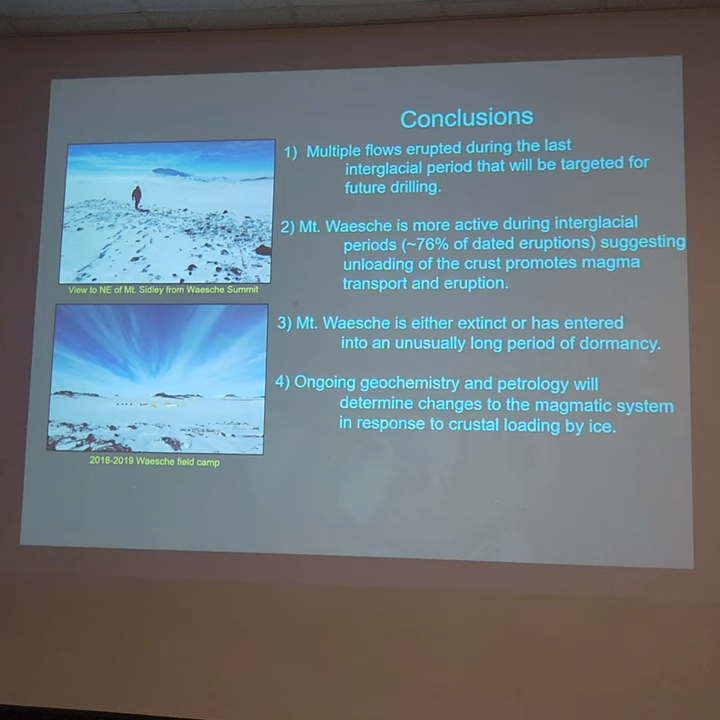 Conclusions
1) Multiple flows erupted during the last
interglacial period that will be targeted for
future drilling.
2) Mt. Waesche is more active during interglacial
periods (~76% of dated eruptions) suggesting
unloading of the crust promotes magma
transport and eruption.
3) Mt. Waesche is either extinct or has entered
into an unusually long period of dormancy.
4) Ongoing geochemistry and petrology will
determine changes to the magmatic system
in response to crustal loading by ice.
View to NE of Mt. Sidley from Waesche Summit
2018-2019 Waesche field camp